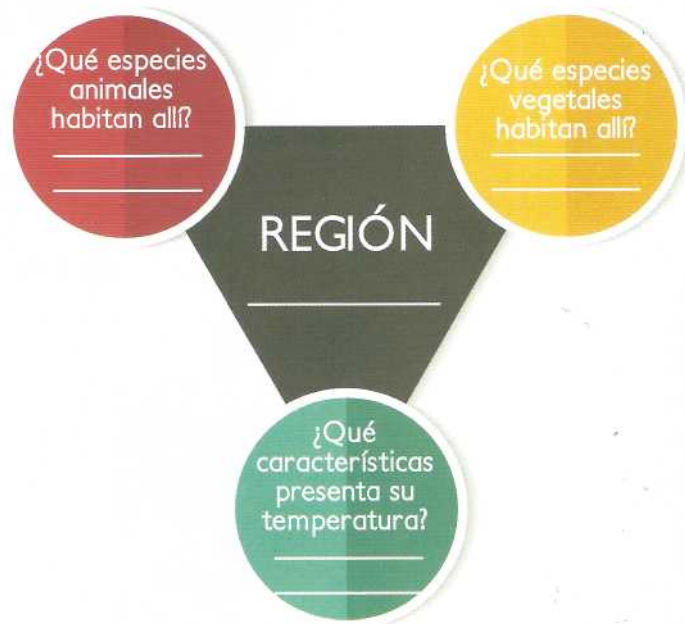 ¿Qué especies
animales
habitan allí?
¿Qué especies
vegetales
habitan allí?
REGIÓN
¿Qué
características
presenta su
temperatura?